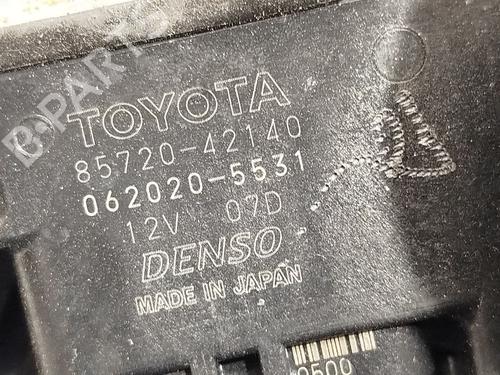 TOYOTA
85720-42140
062020-5531
12V 07D
DENSO
MADE IN JAPAN
B-PARTS